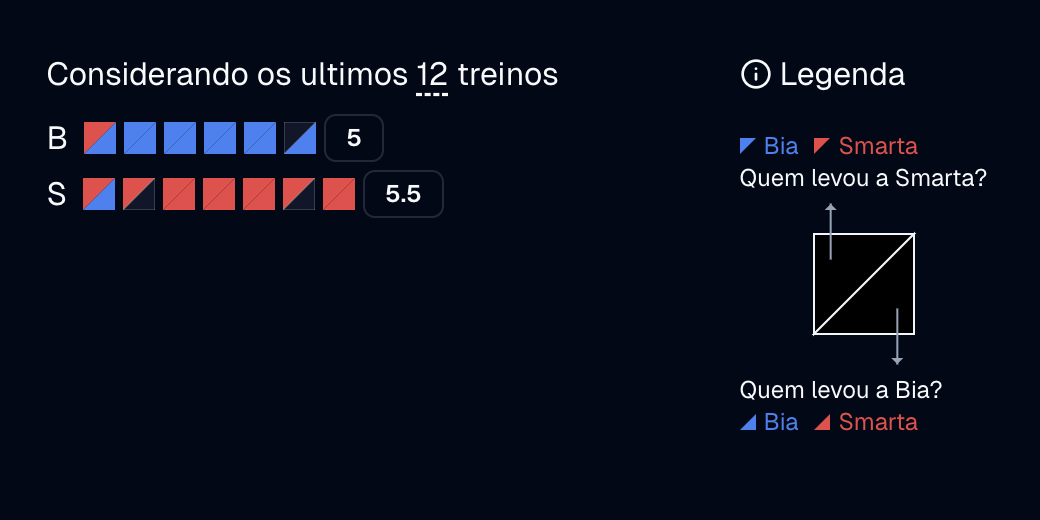 Considerando os ultimos 12 treinos
B 5
S 5.5
Legenda
Bia Smarta
Quem levou a Smarta?
Quem levou a Bia?
Bia Smarta